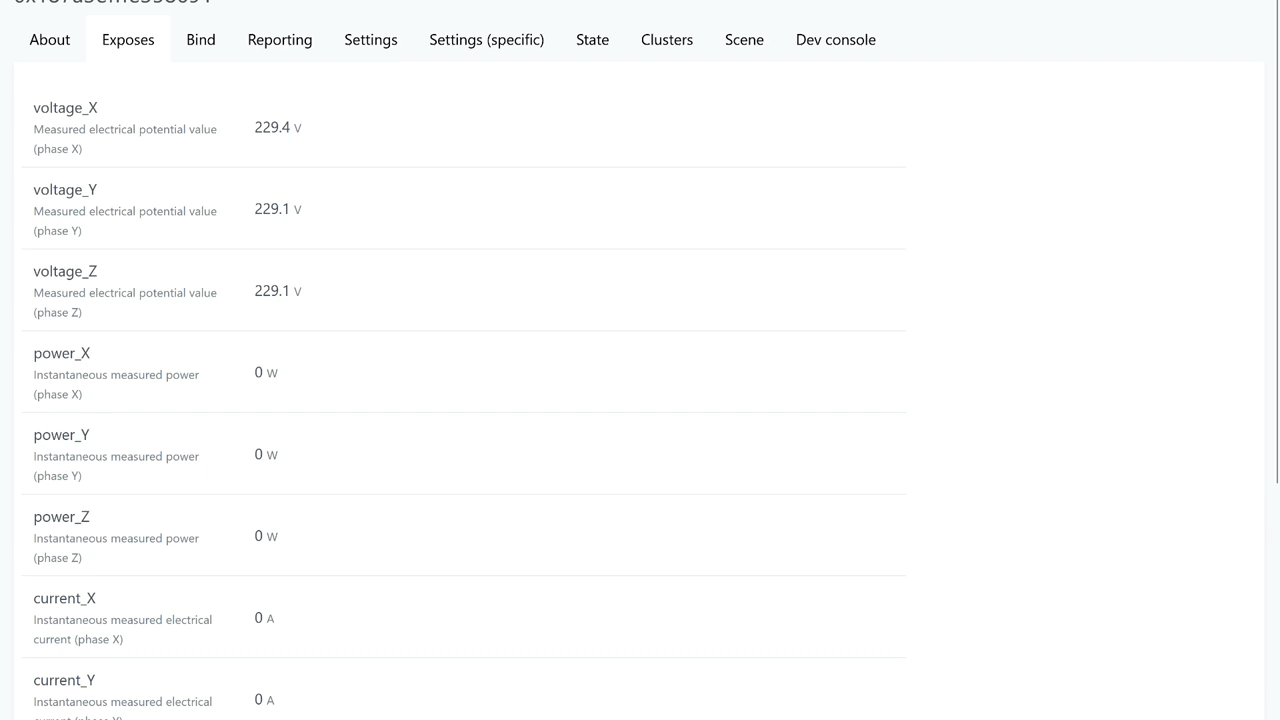 About Exposes Bind Reporting Settings Settings (specific) State Clusters Scene Dev console
voltage_X
Measured electrical potential value
(phase X)
229.4 V
voltage_Y
Measured electrical potential value
(phase Y)
229.1 V
voltage_Z
Measured electrical potential value
(phase Z)
229.1 V
power_X
Instantaneous measured power
(phase X)
0 W
power_Y
Instantaneous measured power
(phase Y)
0 W
power_Z
Instantaneous measured power
(phase Z)
0 W
current_X
Instantaneous measured electrical
current (phase X)
0 A
current_Y
Instantaneous measured electrical
0 A